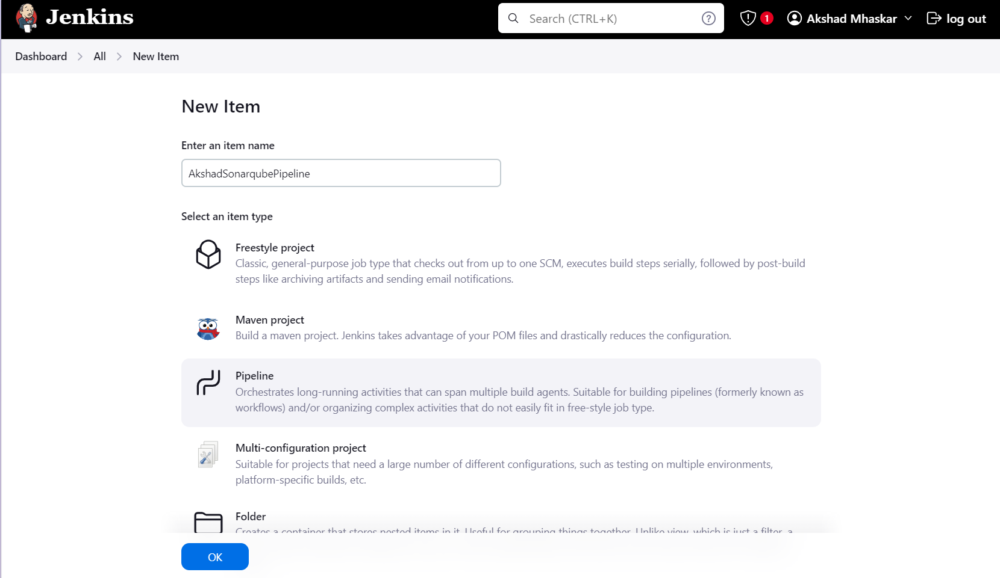 Jenkins
Search (CTRL+K)
1
Akshad Mhaskar
log out
Dashboard
All
New Item
New Item
Enter an item name
AkshadSonarqubePipeline
Select an item type
Freestyle project
Classic, general-purpose job type that checks out from up to one SCM, executes build steps serially, followed by post-build
steps like archiving artifacts and sending email notifications.
Maven project
Build a maven project. Jenkins takes advantage of your POM files and drastically reduces the configuration.
Pipeline
Orchestrates long-running activities that can span multiple build agents. Suitable for building pipelines (formerly known as
workflows) and/or organizing complex activities that do not easily fit in free-style job type.
Multi-configuration project
Suitable for projects that need a large number of different configurations, such as testing on multiple environments,
platform-specific builds, etc.
Folder
Creates a container that stores nested items in it. Useful for grouping things together. Unlike view, which is just a filter, a
OK